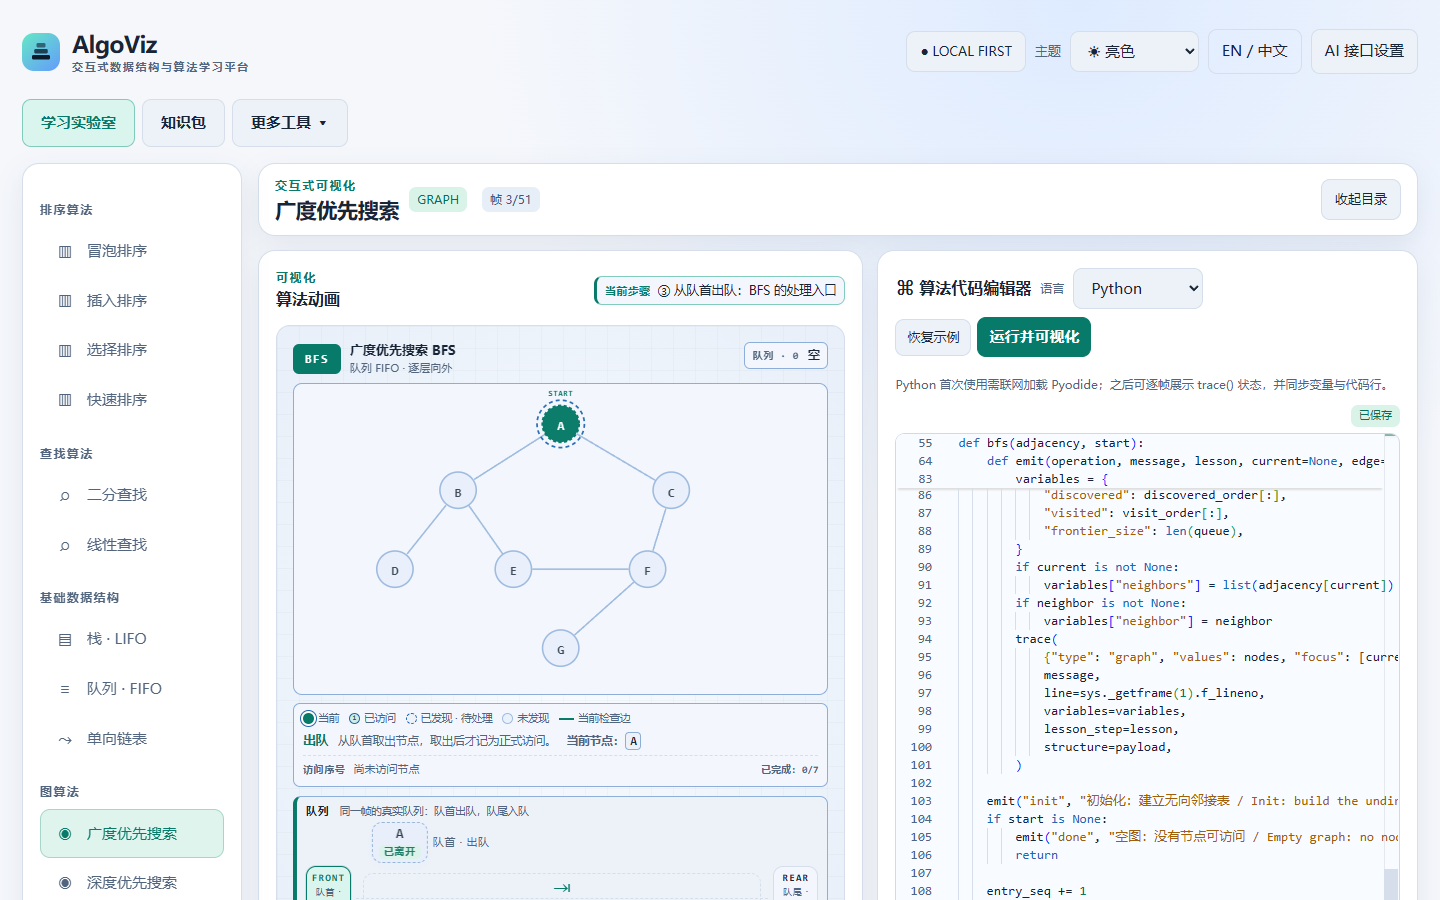 AlgoViz
交互式数据结构与算法学习平台
● LOCAL FIRST
主题
☀ 亮色
EN / 中文
AI 接口设置
学习实验室
知识包
更多工具 ▼
排序算法
冒泡排序
插入排序
选择排序
快速排序
查找算法
二分查找
线性查找
基础数据结构
栈 · LIFO
队列 · FIFO
单向链表
图算法
广度优先搜索
深度优先搜索
交互式可视化
广度优先搜索
GRAPH
帧 3/51
收起目录
可视化
算法动画
当前步骤 ③ 从队首出队：BFS 的处理入口
BFS
广度优先搜索 BFS
队列 FIFO · 逐层向外
队列 · 0 空
START
A
B
C
D
E
F
G
当前
1 已访问
已发现 · 待处理
未发现
当前检查边
出队 从队首取出节点，取出后才记为正式访问。 当前节点： A
访问序号 尚未访问节点
已完成: 0/7
队列 同一帧的真实队列：队首出队，队尾入队
A
已离开
队首 · 出队
FRONT
队首 ·
REAR
队尾 ·
⌘ 算法代码编辑器
语言
Python
恢复示例
运行并可视化
Python 首次使用需联网加载 Pyodide；之后可逐帧展示 trace() 状态，并同步变量与代码行。
已保存
55 def bfs(adjacency, start):
64 def emit(operation, message, lesson, current=None, edge=
83 variables = {
86 "discovered": discovered_order[:],
87 "visited": visit_order[:],
88 "frontier_size": len(queue),
89 }
90 if current is not None:
91 variables["neighbors"] = list(adjacency[current])
92 if neighbor is not None:
93 variables["neighbor"] = neighbor
94 trace(
95 {"type": "graph", "values": nodes, "focus": [curre
96 message,
97 line=sys._getframe(1).f_lineno,
98 variables=variables,
99 lesson_step=lesson,
100 structure=payload,
101 )
102
103 emit("init", "初始化：建立无向邻接表 / Init: build the undir
104 if start is None:
105 emit("done", "空图：没有节点可访问 / Empty graph: no nod
106 return
107
108 entry_seq += 1